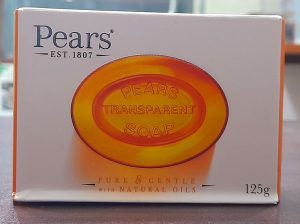 Pears®
EST. 1807
PEARS
TRANSPARENT
SOAP
PURE & GENTLE
with NATURAL OILS
125g